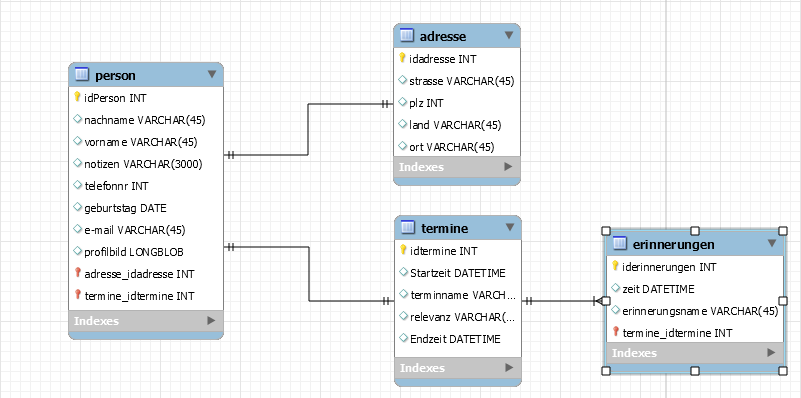 person
idPerson INT
nachname VARCHAR(45)
vorname VARCHAR(45)
notizen VARCHAR(3000)
telefonnr INT
geburtstag DATE
e-mail VARCHAR(45)
profilbild LONGBLOB
adresse_idadresse INT
termine_idtermine INT
Indexes
adresse
idadresse INT
strasse VARCHAR(45)
plz INT
land VARCHAR(45)
ort VARCHAR(45)
Indexes
termine
idtermine INT
Startzeit DATETIME
terminname VARCH...
relevanz VARCHAR(...
Endzeit DATETIME
Indexes
erinnerungen
iderinnerungen INT
zeit DATETIME
erinnerungsname VARCHAR(45)
termine_idtermine INT
Indexes